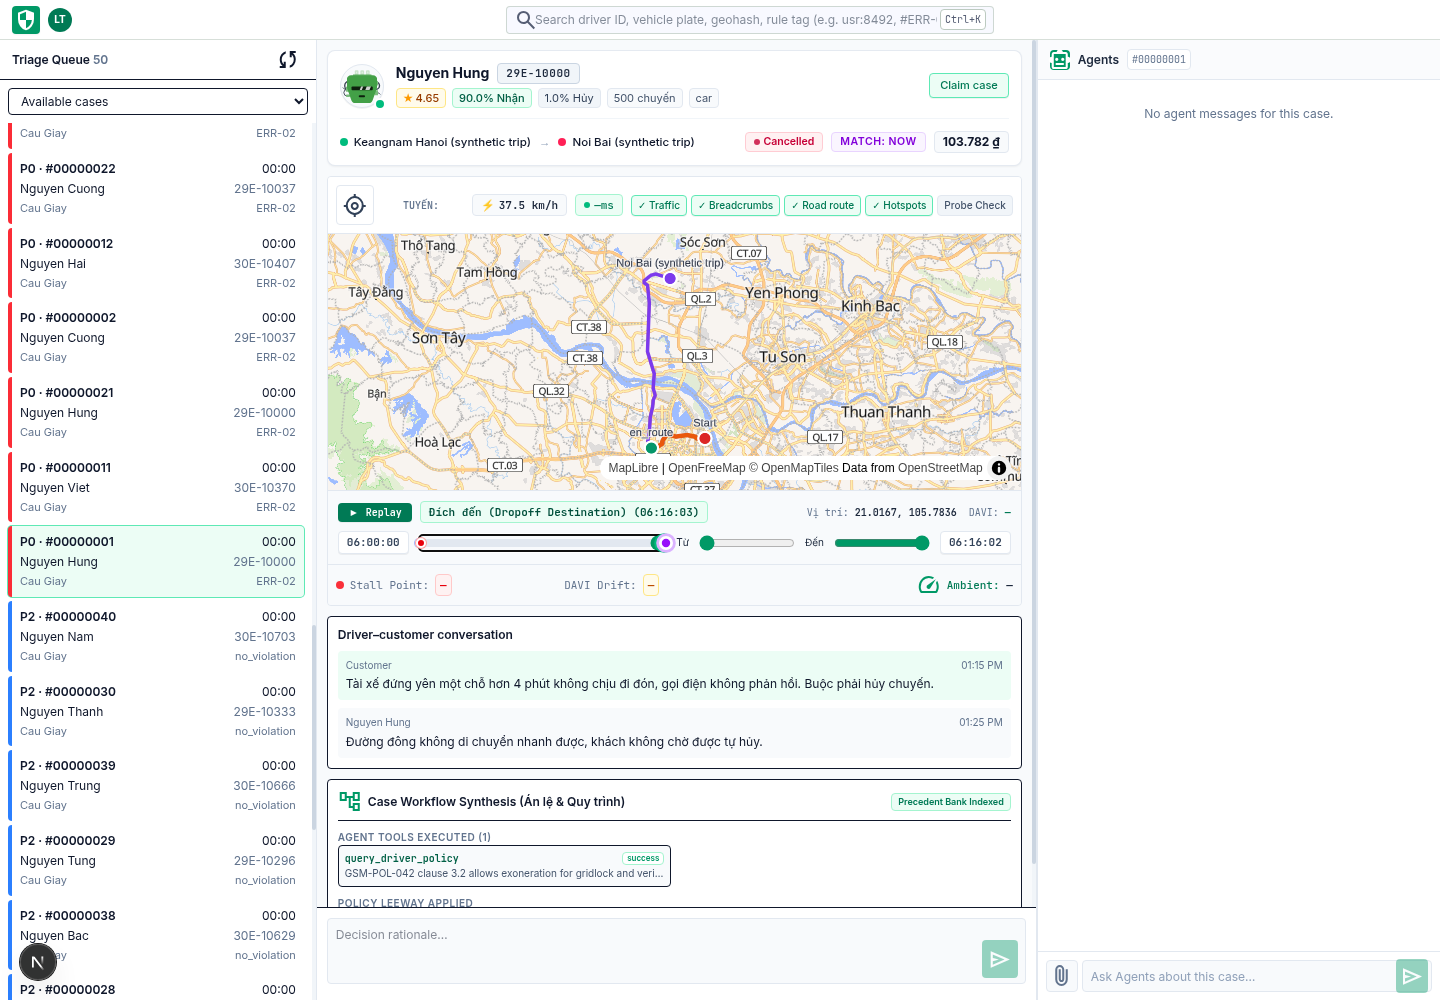 LT
Search driver ID, vehicle plate, geohash, rule tag (e.g. usr:8492, #ERR-
Ctrl+K
Triage Queue 50
Available cases
Cau Giay ERR-02
P0 · #00000022 00:00
Nguyen Cuong 29E-10037
Cau Giay ERR-02
P0 · #00000012 00:00
Nguyen Hai 30E-10407
Cau Giay ERR-02
P0 · #00000002 00:00
Nguyen Cuong 29E-10037
Cau Giay ERR-02
P0 · #00000021 00:00
Nguyen Hung 29E-10000
Cau Giay ERR-02
P0 · #00000011 00:00
Nguyen Viet 30E-10370
Cau Giay ERR-02
P0 · #00000001 00:00
Nguyen Hung 29E-10000
Cau Giay ERR-02
P2 · #00000040 00:00
Nguyen Nam 30E-10703
Cau Giay no_violation
P2 · #00000030 00:00
Nguyen Thanh 29E-10333
Cau Giay no_violation
P2 · #00000039 00:00
Nguyen Trung 30E-10666
Cau Giay no_violation
P2 · #00000029 00:00
Nguyen Tung 29E-10296
Cau Giay no_violation
P2 · #00000038 00:00
Nguyen Bac 30E-10629
ay no_violation
N
P2 · #00000028 00:00
Nguyen Hung 29E-10000
★ 4.65 90.0% Nhận 1.0% Hủy 500 chuyến car
Claim case
Keangnam Hanoi (synthetic trip) → Noi Bai (synthetic trip)
Cancelled MATCH: NOW 103.782 ₫
TUYẾN: ⚡ 37.5 km/h —ms ✓ Traffic ✓ Breadcrumbs ✓ Road route ✓ Hotspots Probe Check
Thổ Tang
Sóc Sơn
CT.07
Noi Bai (synthetic trip)
Tam Hồng
Tây Đằng
QL.2
Yen Phong
Kinh Bac
CT.38
Sơn Tây
QL.18
CT.38
QL.3
Tu Son
QL.32
Bận
Thuan Thanh
Start
en_route
QL.17
Hoà Lạc
CT.03
MapLibre | OpenFreeMap © OpenMapTiles Data from OpenStreetMap
CT.37
► Replay
Đích đến (Dropoff Destination) (06:16:03)
Vị trí: 21.0167, 105.7836 DAVI: —
06:00:00 Từ Đến 06:16:02
Stall Point: — DAVI Drift: — Ambient: —
Driver–customer conversation
Customer 01:15 PM
Tài xế đứng yên một chỗ hơn 4 phút không chịu đi đón, gọi điện không phản hồi. Buộc phải hủy chuyến.
Nguyen Hung 01:25 PM
Đường đông không di chuyển nhanh được, khách không chờ được tự hủy.
Case Workflow Synthesis (Án lệ & Quy trình)
Precedent Bank Indexed
AGENT TOOLS EXECUTED (1)
query_driver_policy success
GSM-POL-042 clause 3.2 allows exoneration for gridlock and veri...
POLICY LEEWAY APPLIED
Decision rationale...
Agents #00000001
No agent messages for this case.
Ask Agents about this case...